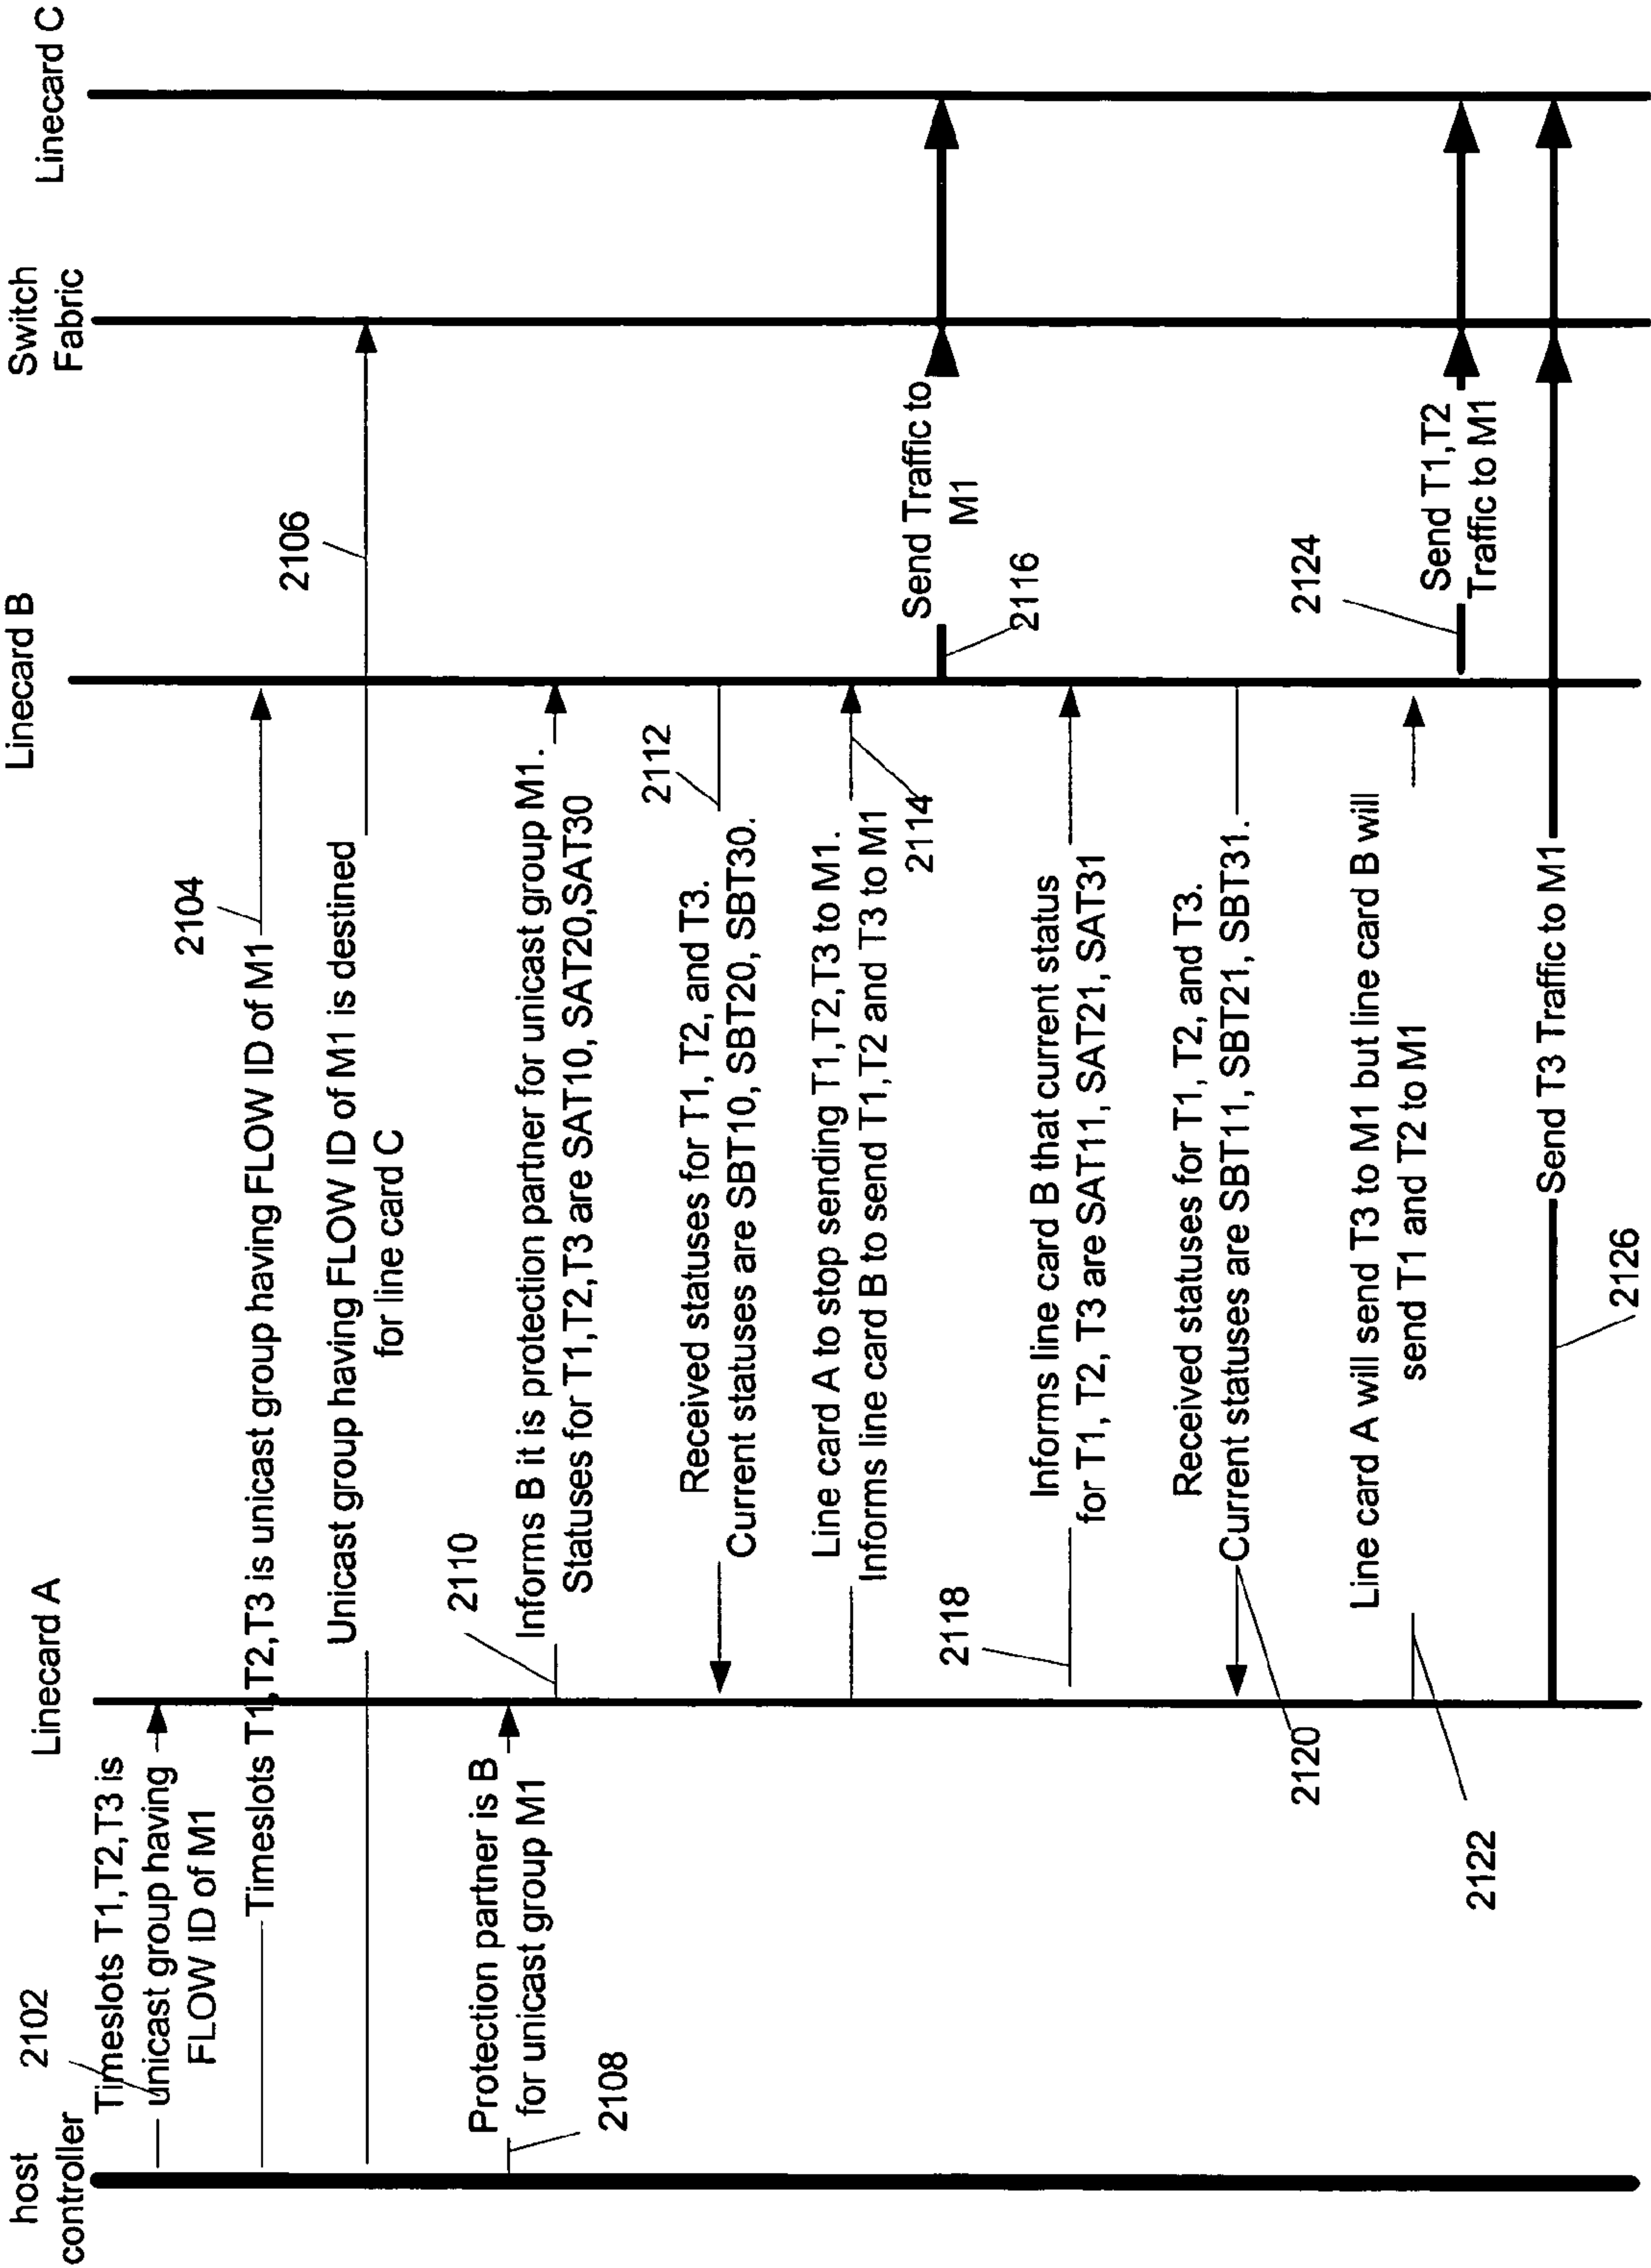 host
controller
Linecard A
Linecard B
Switch
Fabric
Linecard C
2102
Timeslots T1,T2,T3 is
unicast group having
FLOW ID of M1
2104
Timeslots T1,T2,T3 is unicast group having FLOW ID of M1
2106
Unicast group having FLOW ID of M1 is destined
for line card C
Protection partner is B
for unicast group M1
2108
2110
Informs B it is protection partner for unicast group M1.
Statuses for T1,T2,T3 are SAT10, SAT20,SAT30
2112
Received statuses for T1, T2, and T3.
Current statuses are SBT10, SBT20, SBT30.
Line card A to stop sending T1,T2,T3 to M1.
Informs line card B to send T1,T2 and T3 to M1
2114
Send Traffic to
M1
2116
2118
Informs line card B that current status
for T1, T2, T3 are SAT11, SAT21, SAT31
Received statuses for T1, T2, and T3.
Current statuses are SBT11, SBT21, SBT31.
2120
Line card A will send T3 to M1 but line card B will
send T1 and T2 to M1
2122
2124
Send T1,T2
Traffic to M1
Send T3 Traffic to M1
2126